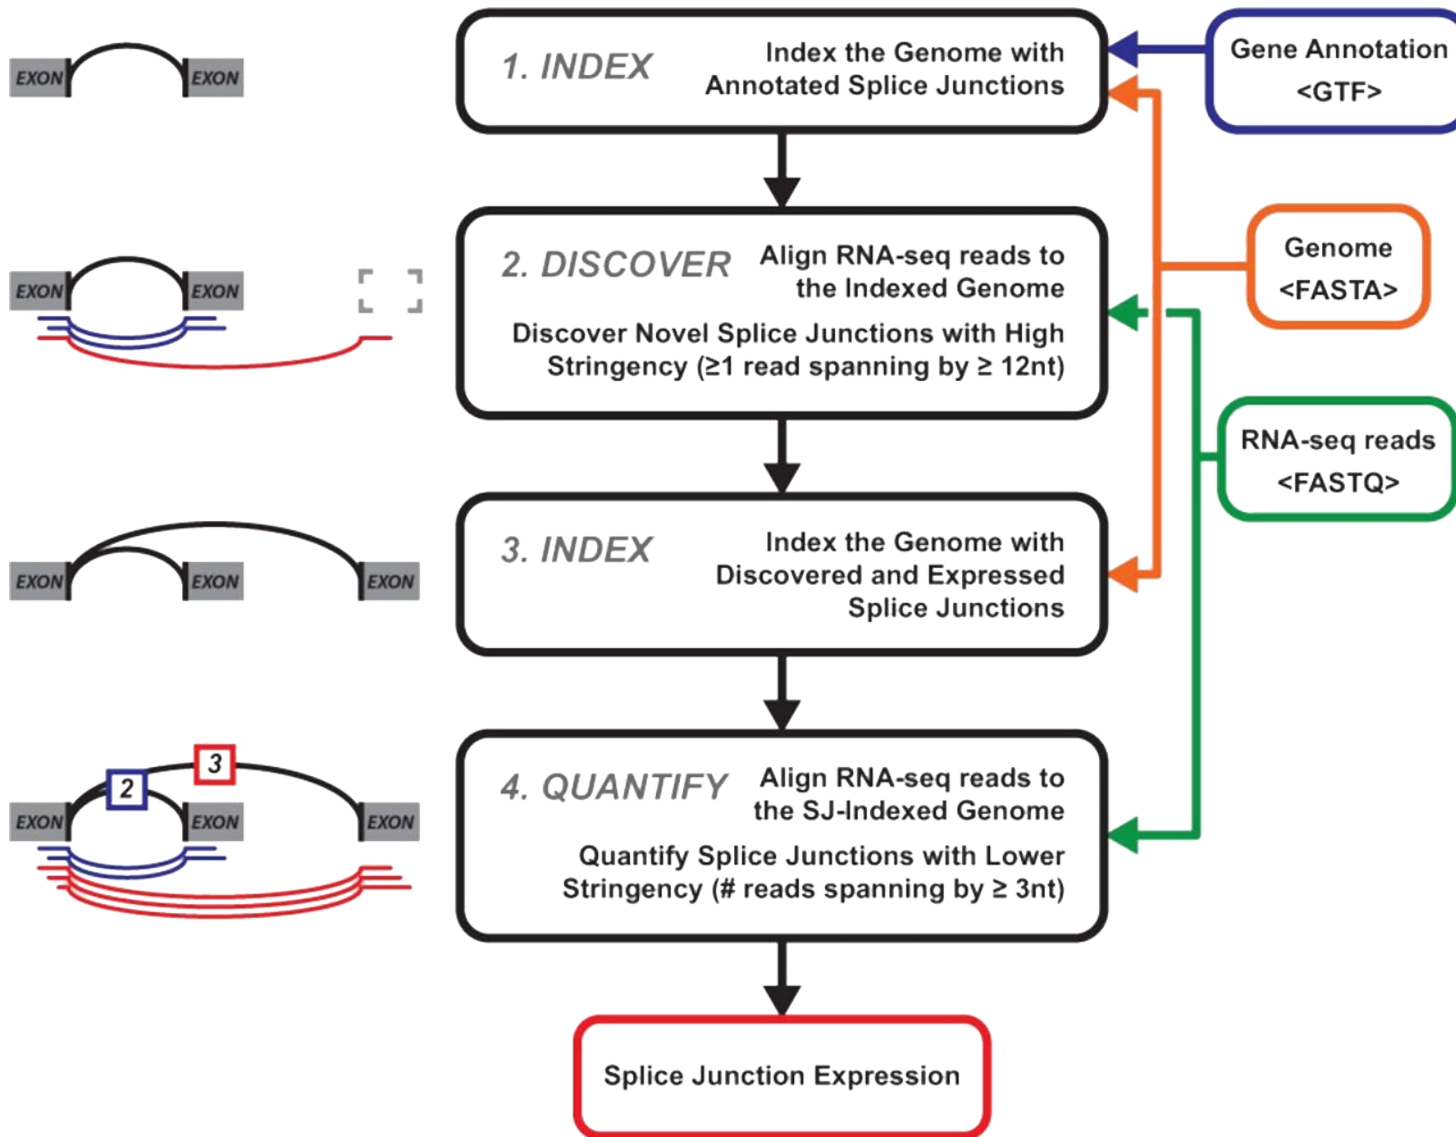 EXON
EXON
1. INDEX
Index the Genome with
Annotated Splice Junctions
Gene Annotation
<GTF>
EXON
EXON
2. DISCOVER
Align RNA-seq reads to
the Indexed Genome
Discover Novel Splice Junctions with High
Stringency (≥1 read spanning by ≥ 12nt)
Genome
<FASTA>
RNA-seq reads
<FASTQ>
EXON
EXON
EXON
3. INDEX
Index the Genome with
Discovered and Expressed
Splice Junctions
3
2
EXON
EXON
EXON
4. QUANTIFY
Align RNA-seq reads to
the SJ-Indexed Genome
Quantify Splice Junctions with Lower
Stringency (# reads spanning by ≥ 3nt)
Splice Junction Expression